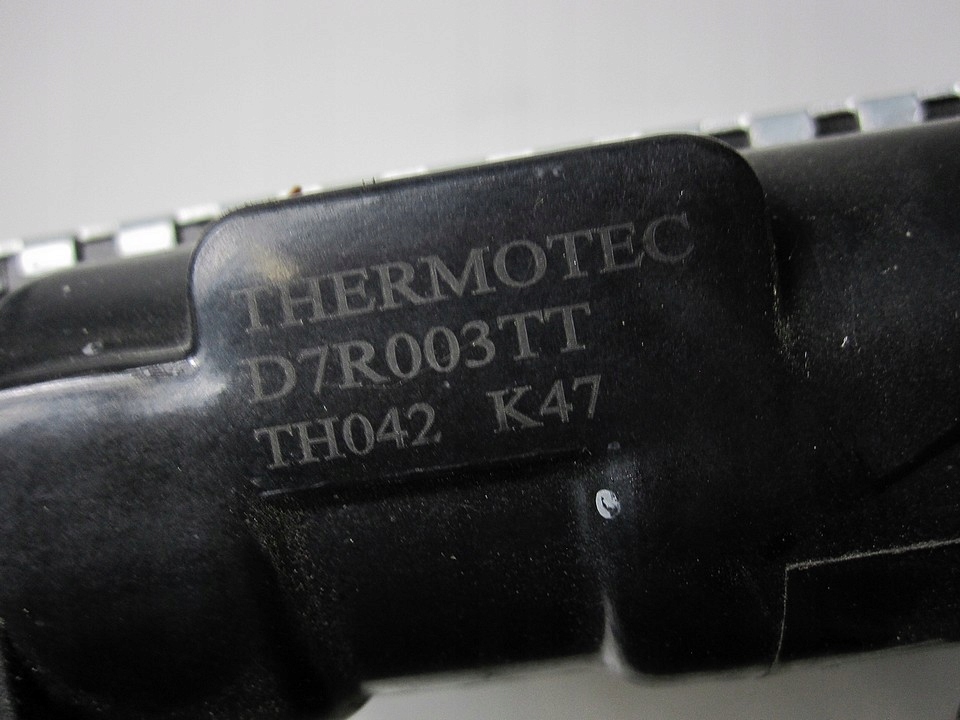 THERMOTEC
D7R003TT
TH042 K47